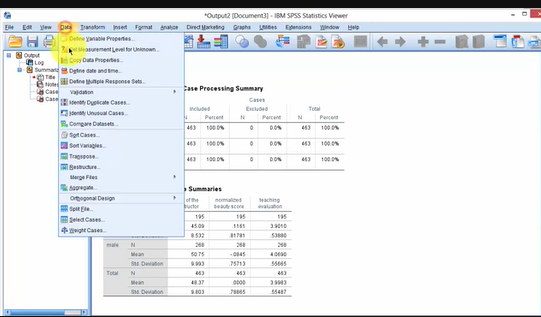 *Output2 [Document3] - IBM SPSS Statistics Viewer
File Edit View Data Transform Insert Format Analyze Direct Marketing Graphs Utilities Extensions Window Help
Define Variable Properties...
Set Measurement Level for Unknown...
Copy Data Properties...
Define date and time...
Define Multiple Response Sets...
Validation
Identify Duplicate Cases...
Identify Unusual Cases...
Compare Datasets...
Sort Cases...
Sort Variables...
Transpose...
Restructure...
Merge Files
Aggregate...
Orthogonal Design
Split File...
Select Cases...
Weight Cases...
Output
Log
Summari
Title
Notes
Case
Case
Case Processing Summary
Cases
Included Excluded Total
N Percent N Percent N Percent
463 100.0% 0 0.0% 463 100.0%
463 100.0% 0 0.0% 463 100.0%
463 100.0% 0 0.0% 463 100.0%
Summaries
of the normalized teaching
tructor beauty score evaluation
195 195
45.09 .1161 3.9010
8.532 .81781 .53880
male N 268 268 268
Mean 50.75 -.0845 4.0690
Std. Deviation 9.993 .75713 .55665
Total N 463 463 463
Mean 48.37 .0000 3.9983
Std. Deviation 9.803 .78865 .55487